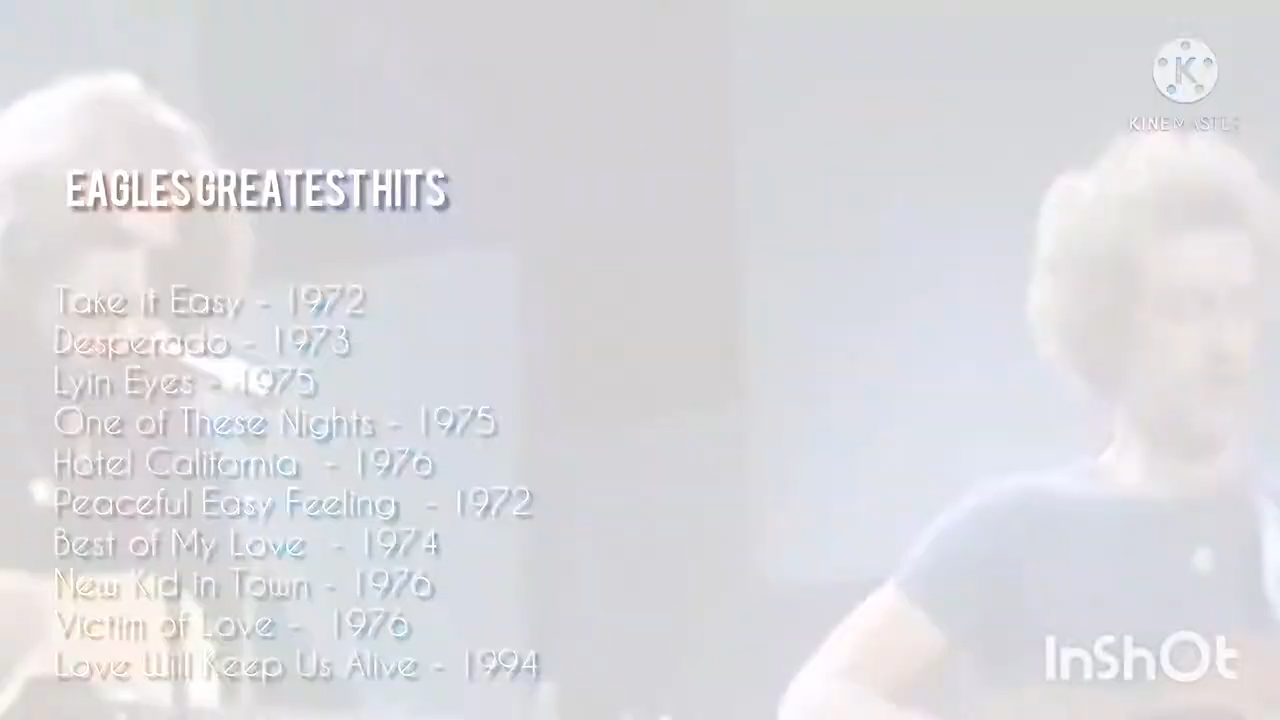 KINEMASTER
EAGLES GREATEST HITS
Take it Easy - 1972
Desperado - 1973
Lyin Eyes - 1975
One of These Nights - 1975
Hotel California - 1976
Peaceful Easy Feeling - 1972
Best of My Love - 1974
New Kid in Town - 1976
Victim of Love - 1976
Love Will Keep Us Alive - 1994
InShOt